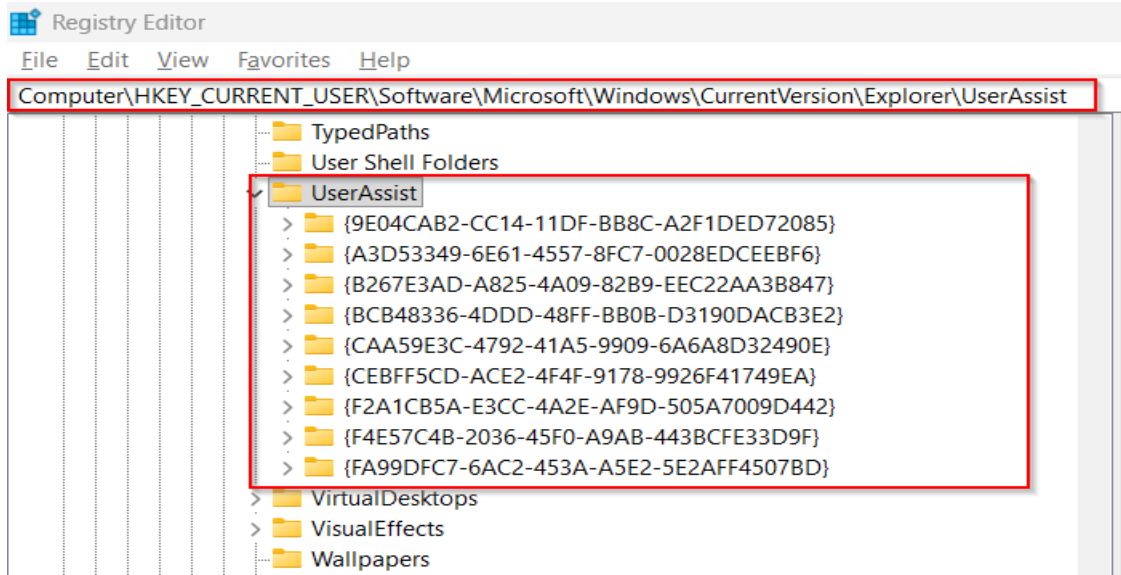 Registry Editor
File Edit View Favorites Help
Computer\HKEY_CURRENT_USER\Software\Microsoft\Windows\CurrentVersion\Explorer\UserAssist
TypedPaths
User Shell Folders
UserAssist
{9E04CAB2-CC14-11DF-BB8C-A2F1DED72085}
{A3D53349-6E61-4557-8FC7-0028EDCEEBF6}
{B267E3AD-A825-4A09-82B9-EEC22AA3B847}
{BCB48336-4DDD-48FF-BB0B-D3190DACB3E2}
{CAA59E3C-4792-41A5-9909-6A6A8D32490E}
{CEBFF5CD-ACE2-4F4F-9178-9926F41749EA}
{F2A1CB5A-E3CC-4A2E-AF9D-505A7009D442}
{F4E57C4B-2036-45F0-A9AB-443BCFE33D9F}
{FA99DFC7-6AC2-453A-A5E2-5E2AFF4507BD}
VirtualDesktops
VisualEffects
Wallpapers